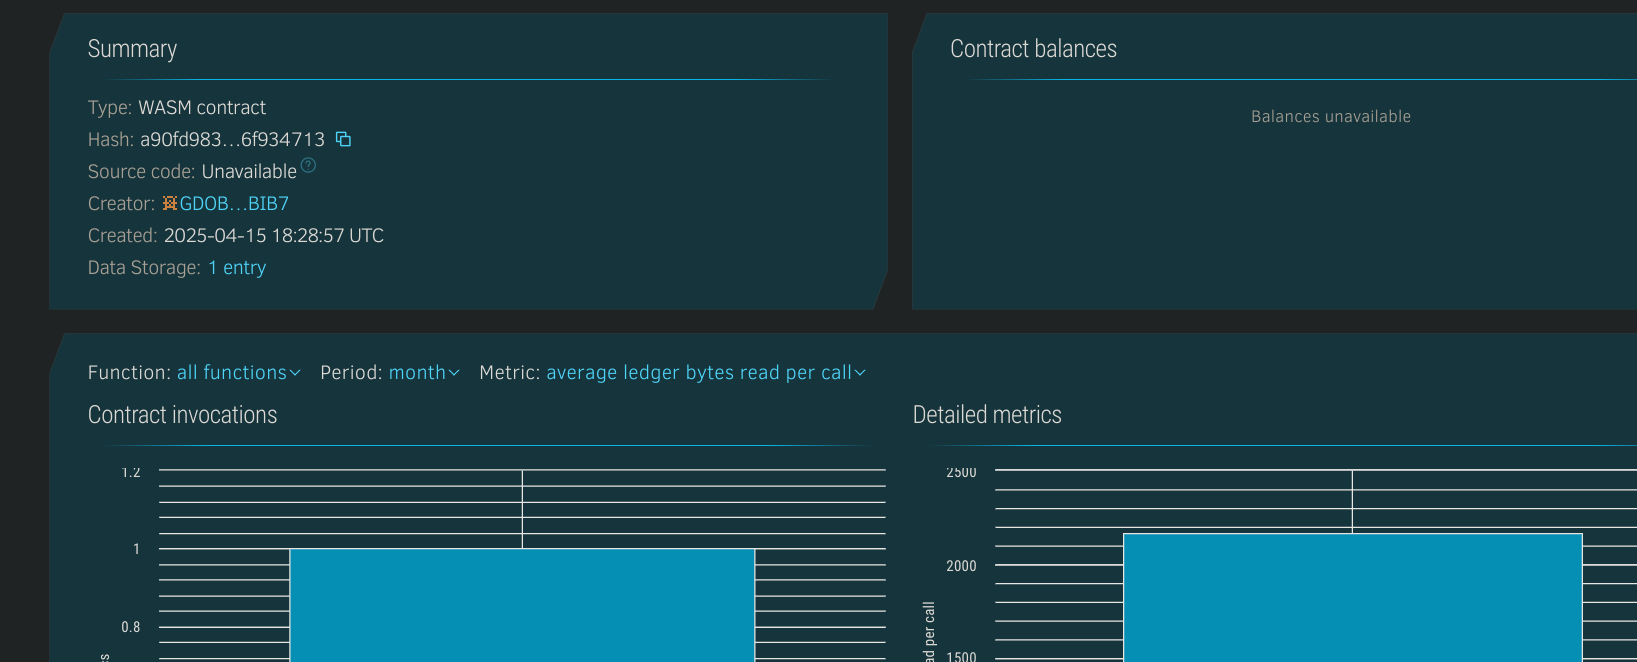 Summary
Type: WASM contract
Hash: a90fd983...6f934713
Source code: Unavailable ?
Creator: GDOB...BIB7
Created: 2025-04-15 18:28:57 UTC
Data Storage: 1 entry
Contract balances
Balances unavailable
Function: all functions Period: month Metric: average ledger bytes read per call
Contract invocations
1.2
1
0.8
Detailed metrics
2500
2000
1500
per call